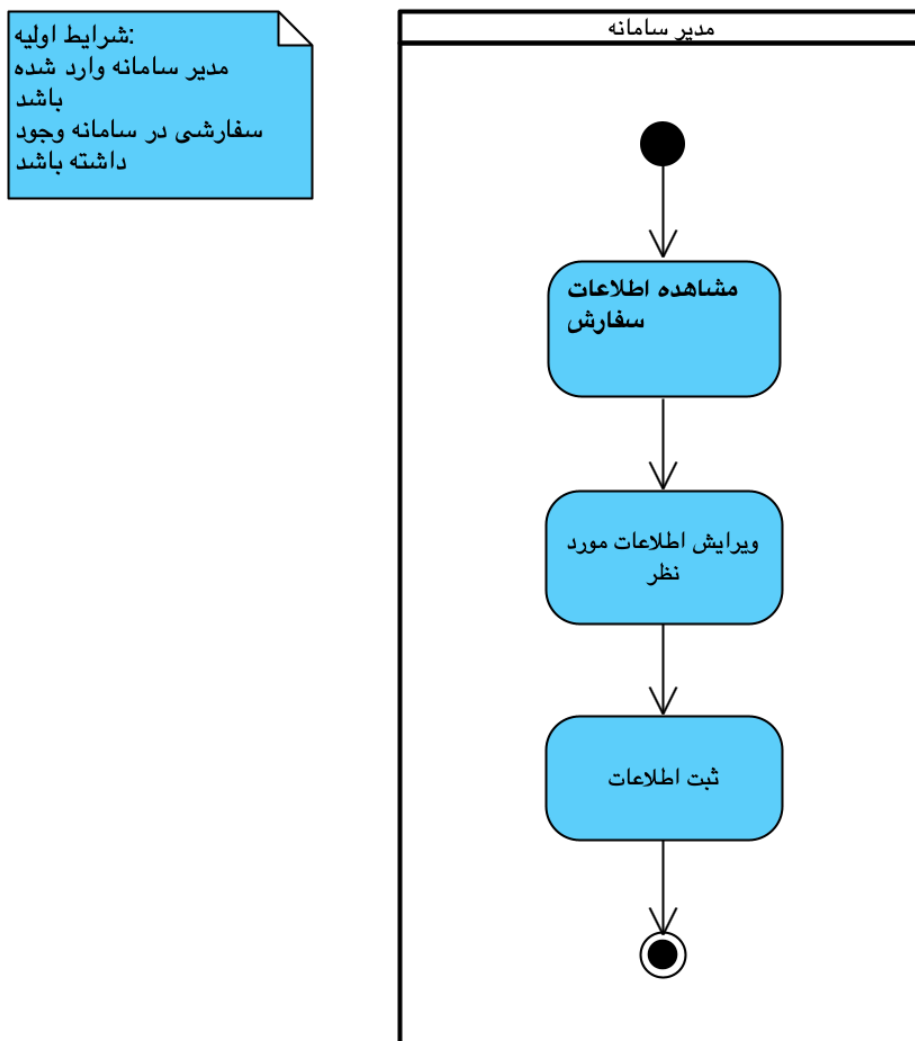 شرایط اولیه:
مدیر سامانه وارد شده
باشد
سفارشی در سامانه وجود
داشته باشد
مدیر سامانه
مشاهده اطلاعات
سفارش
ویرایش اطلاعات مورد
نظر
ثبت اطلاعات